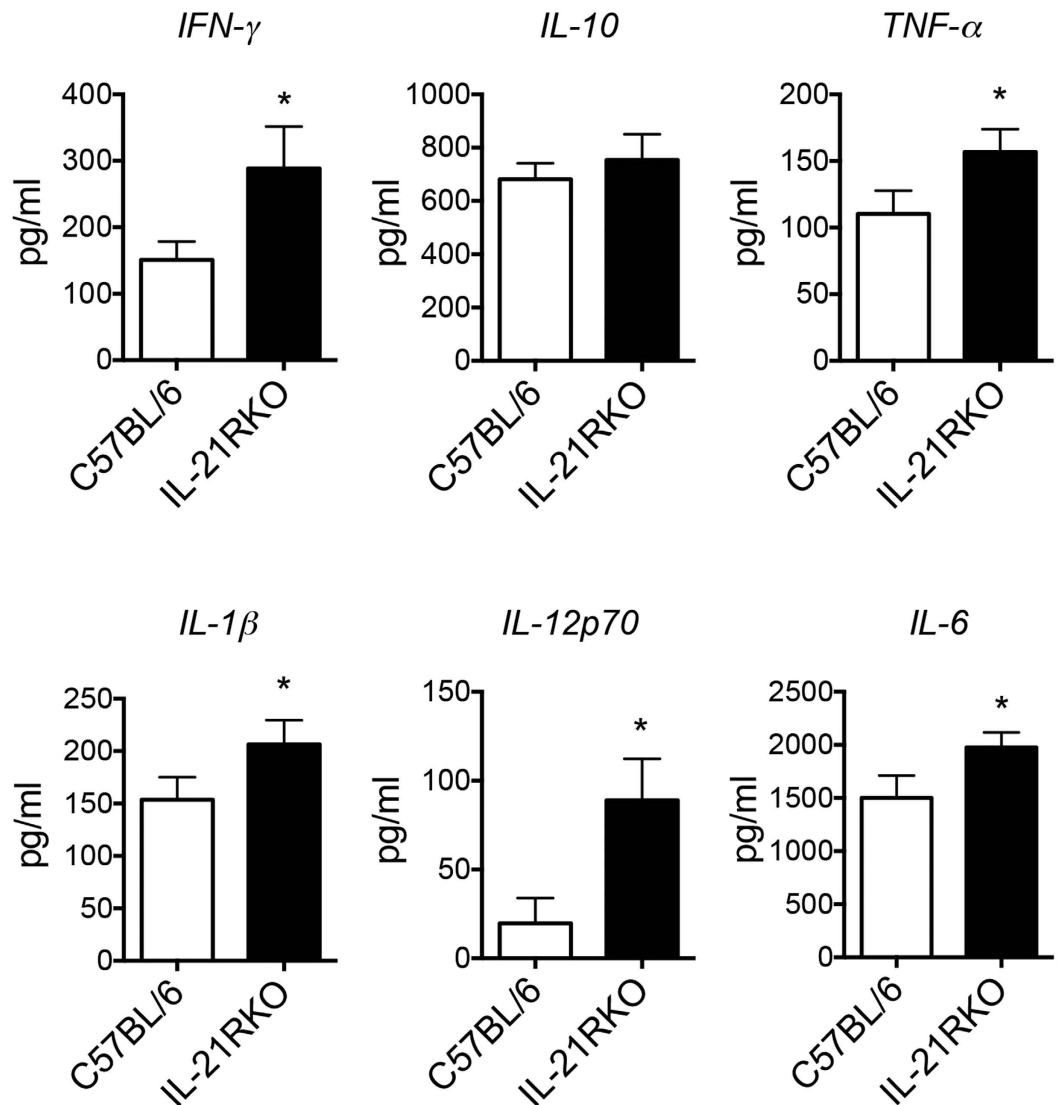 IFN-γ
400
300
200
100
0
pg/ml
*
C57BL/6
IL-21RKO
IL-10
1000
800
600
400
200
0
pg/ml
C57BL/6
IL-21RKO
TNF-α
200
150
100
50
0
pg/ml
*
C57BL/6
IL-21RKO
IL-1β
250
200
150
100
50
0
pg/ml
*
C57BL/6
IL-21RKO
IL-12p70
150
100
50
0
pg/ml
*
C57BL/6
IL-21RKO
IL-6
2500
2000
1500
1000
500
0
pg/ml
*
C57BL/6
IL-21RKO